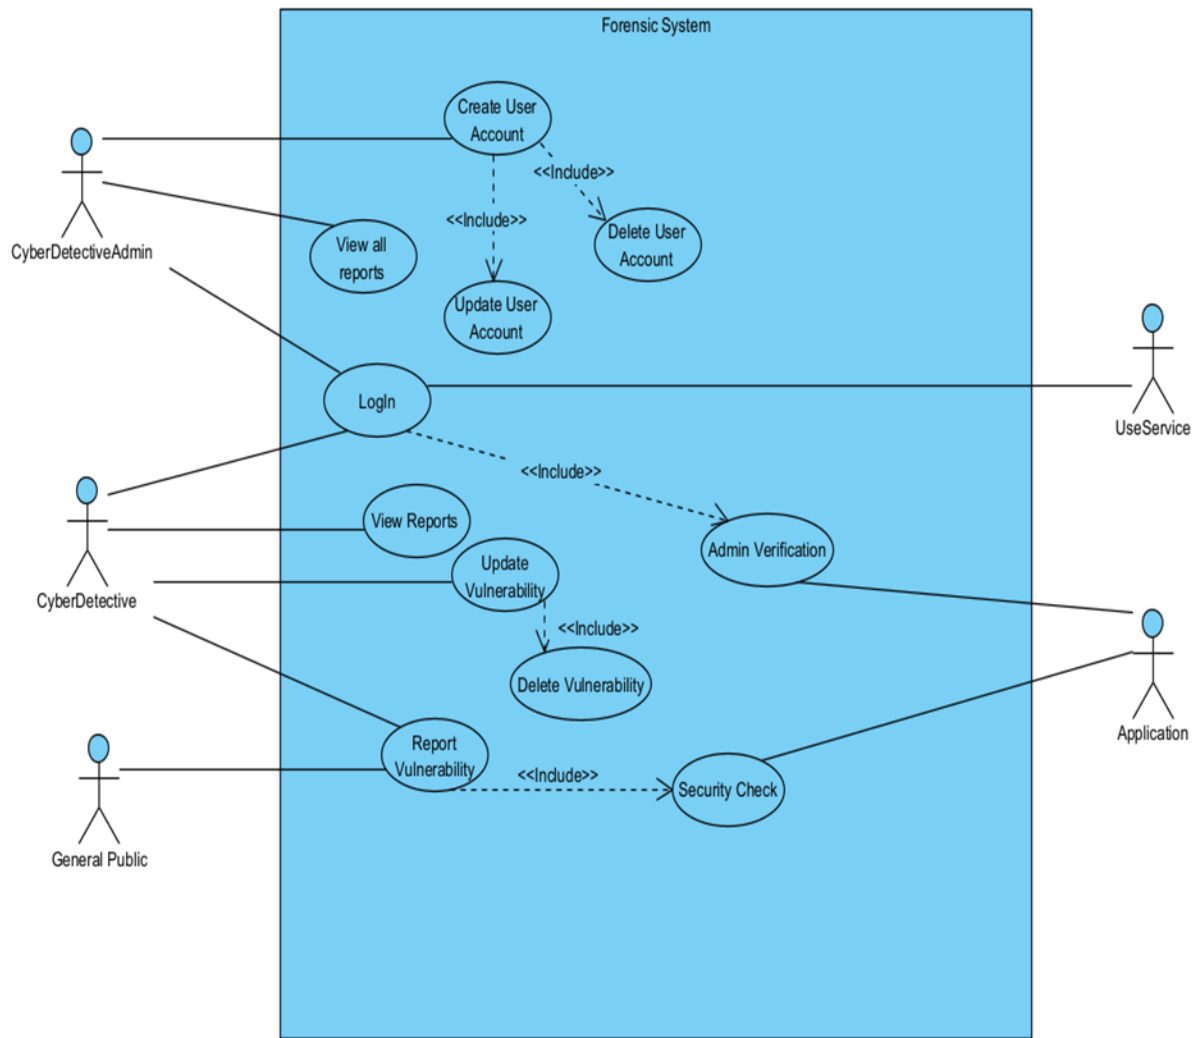 Forensic System
Create User
Account
<<Include>>
CyberDetectiveAdmin
<<Include>>
View all
reports
Delete User
Account
Update User
Account
LogIn
UseService
<<Include>>
View Reports
Admin Verification
Update
Vulnerability
CyberDetective
<<Include>>
Delete Vulnerability
Application
Report
Vulnerability
<<Include>>
Security Check
General Public